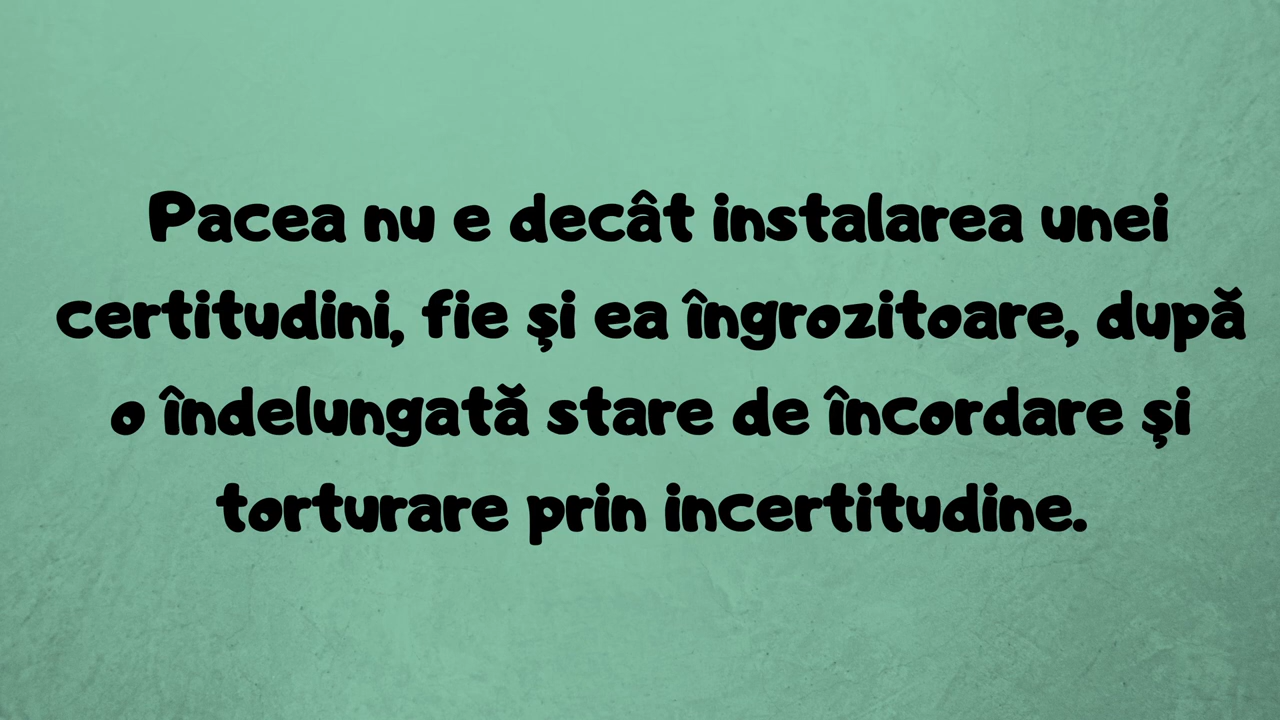 Pacea nu e decât instalarea unei
certitudini, fie și ea îngrozitoare, după
o îndelungată stare de încordare și
torturare prin incertitudine.